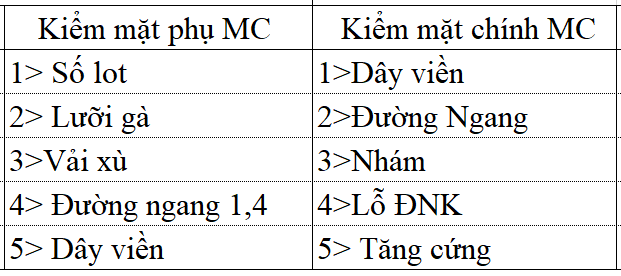 Kiểm mặt phụ MC Kiểm mặt chính MC
1> Số lot 1>Dây viền
2> Lưỡi gà 2>Đường Ngang
3>Vải xù 3>Nhám
4> Đường ngang 1,4 4>Lỗ ĐNK
5> Dây viền 5> Tăng cứng